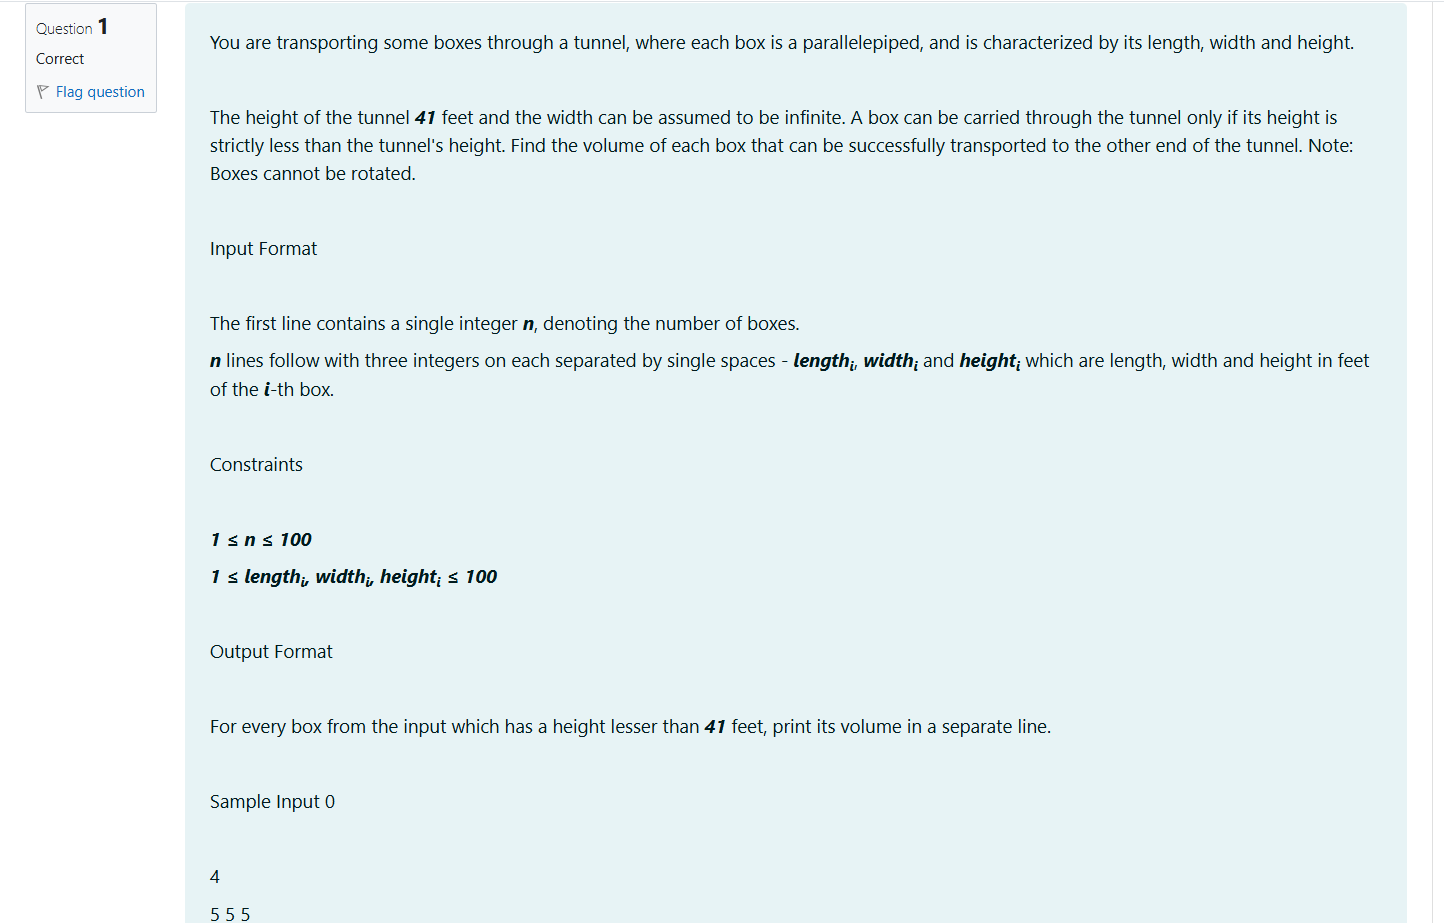 Question 1
Correct
Flag question
You are transporting some boxes through a tunnel, where each box is a parallelepiped, and is characterized by its length, width and height.
The height of the tunnel 41 feet and the width can be assumed to be infinite. A box can be carried through the tunnel only if its height is
strictly less than the tunnel's height. Find the volume of each box that can be successfully transported to the other end of the tunnel. Note:
Boxes cannot be rotated.
Input Format
The first line contains a single integer n, denoting the number of boxes.
n lines follow with three integers on each separated by single spaces - lengthi, widthi and heighti which are length, width and height in feet
of the i-th box.
Constraints
1 ≤ n ≤ 100
1 ≤ lengthi, widthi, heighti ≤ 100
Output Format
For every box from the input which has a height lesser than 41 feet, print its volume in a separate line.
Sample Input 0
4
5 5 5